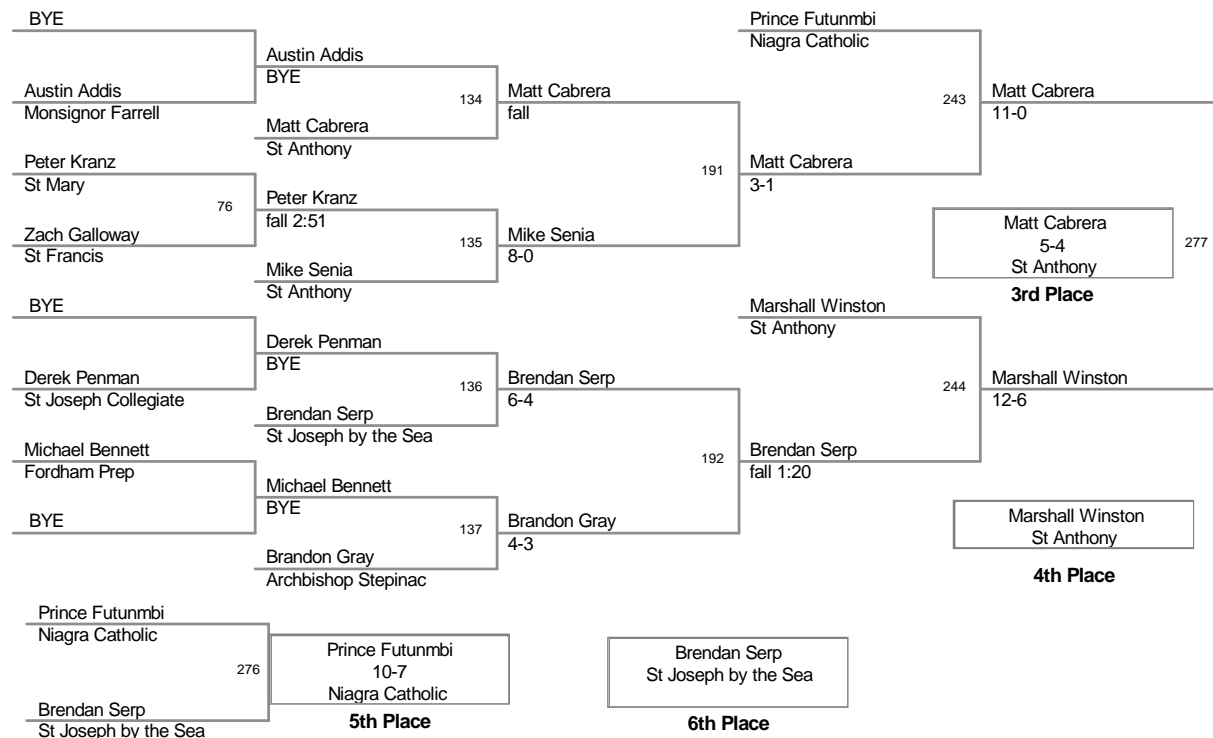 BYE
Austin Addis
Monsignor Farrell
Peter Kranz
St Mary
Zach Galloway
St Francis
BYE
Derek Penman
St Joseph Collegiate
Michael Bennett
Fordham Prep
BYE
76
Austin Addis
BYE
Matt Cabrera
St Anthony
Peter Kranz
fall 2:51
Mike Senia
St Anthony
Derek Penman
BYE
Brendan Serp
St Joseph by the Sea
Michael Bennett
BYE
Brandon Gray
Archbishop Stepinac
134
135
136
137
Matt Cabrera
fall
Mike Senia
8-0
Brendan Serp
6-4
Brandon Gray
4-3
191
192
Prince Futunmbi
Niagra Catholic
Matt Cabrera
3-1
Marshall Winston
St Anthony
Brendan Serp
fall 1:20
243
244
Matt Cabrera
11-0
Marshall Winston
12-6
Matt Cabrera
5-4
St Anthony
277
3rd Place
Marshall Winston
St Anthony
4th Place
Prince Futunmbi
Niagra Catholic
Brendan Serp
St Joseph by the Sea
276
Prince Futunmbi
10-7
Niagra Catholic
5th Place
Brendan Serp
St Joseph by the Sea
6th Place